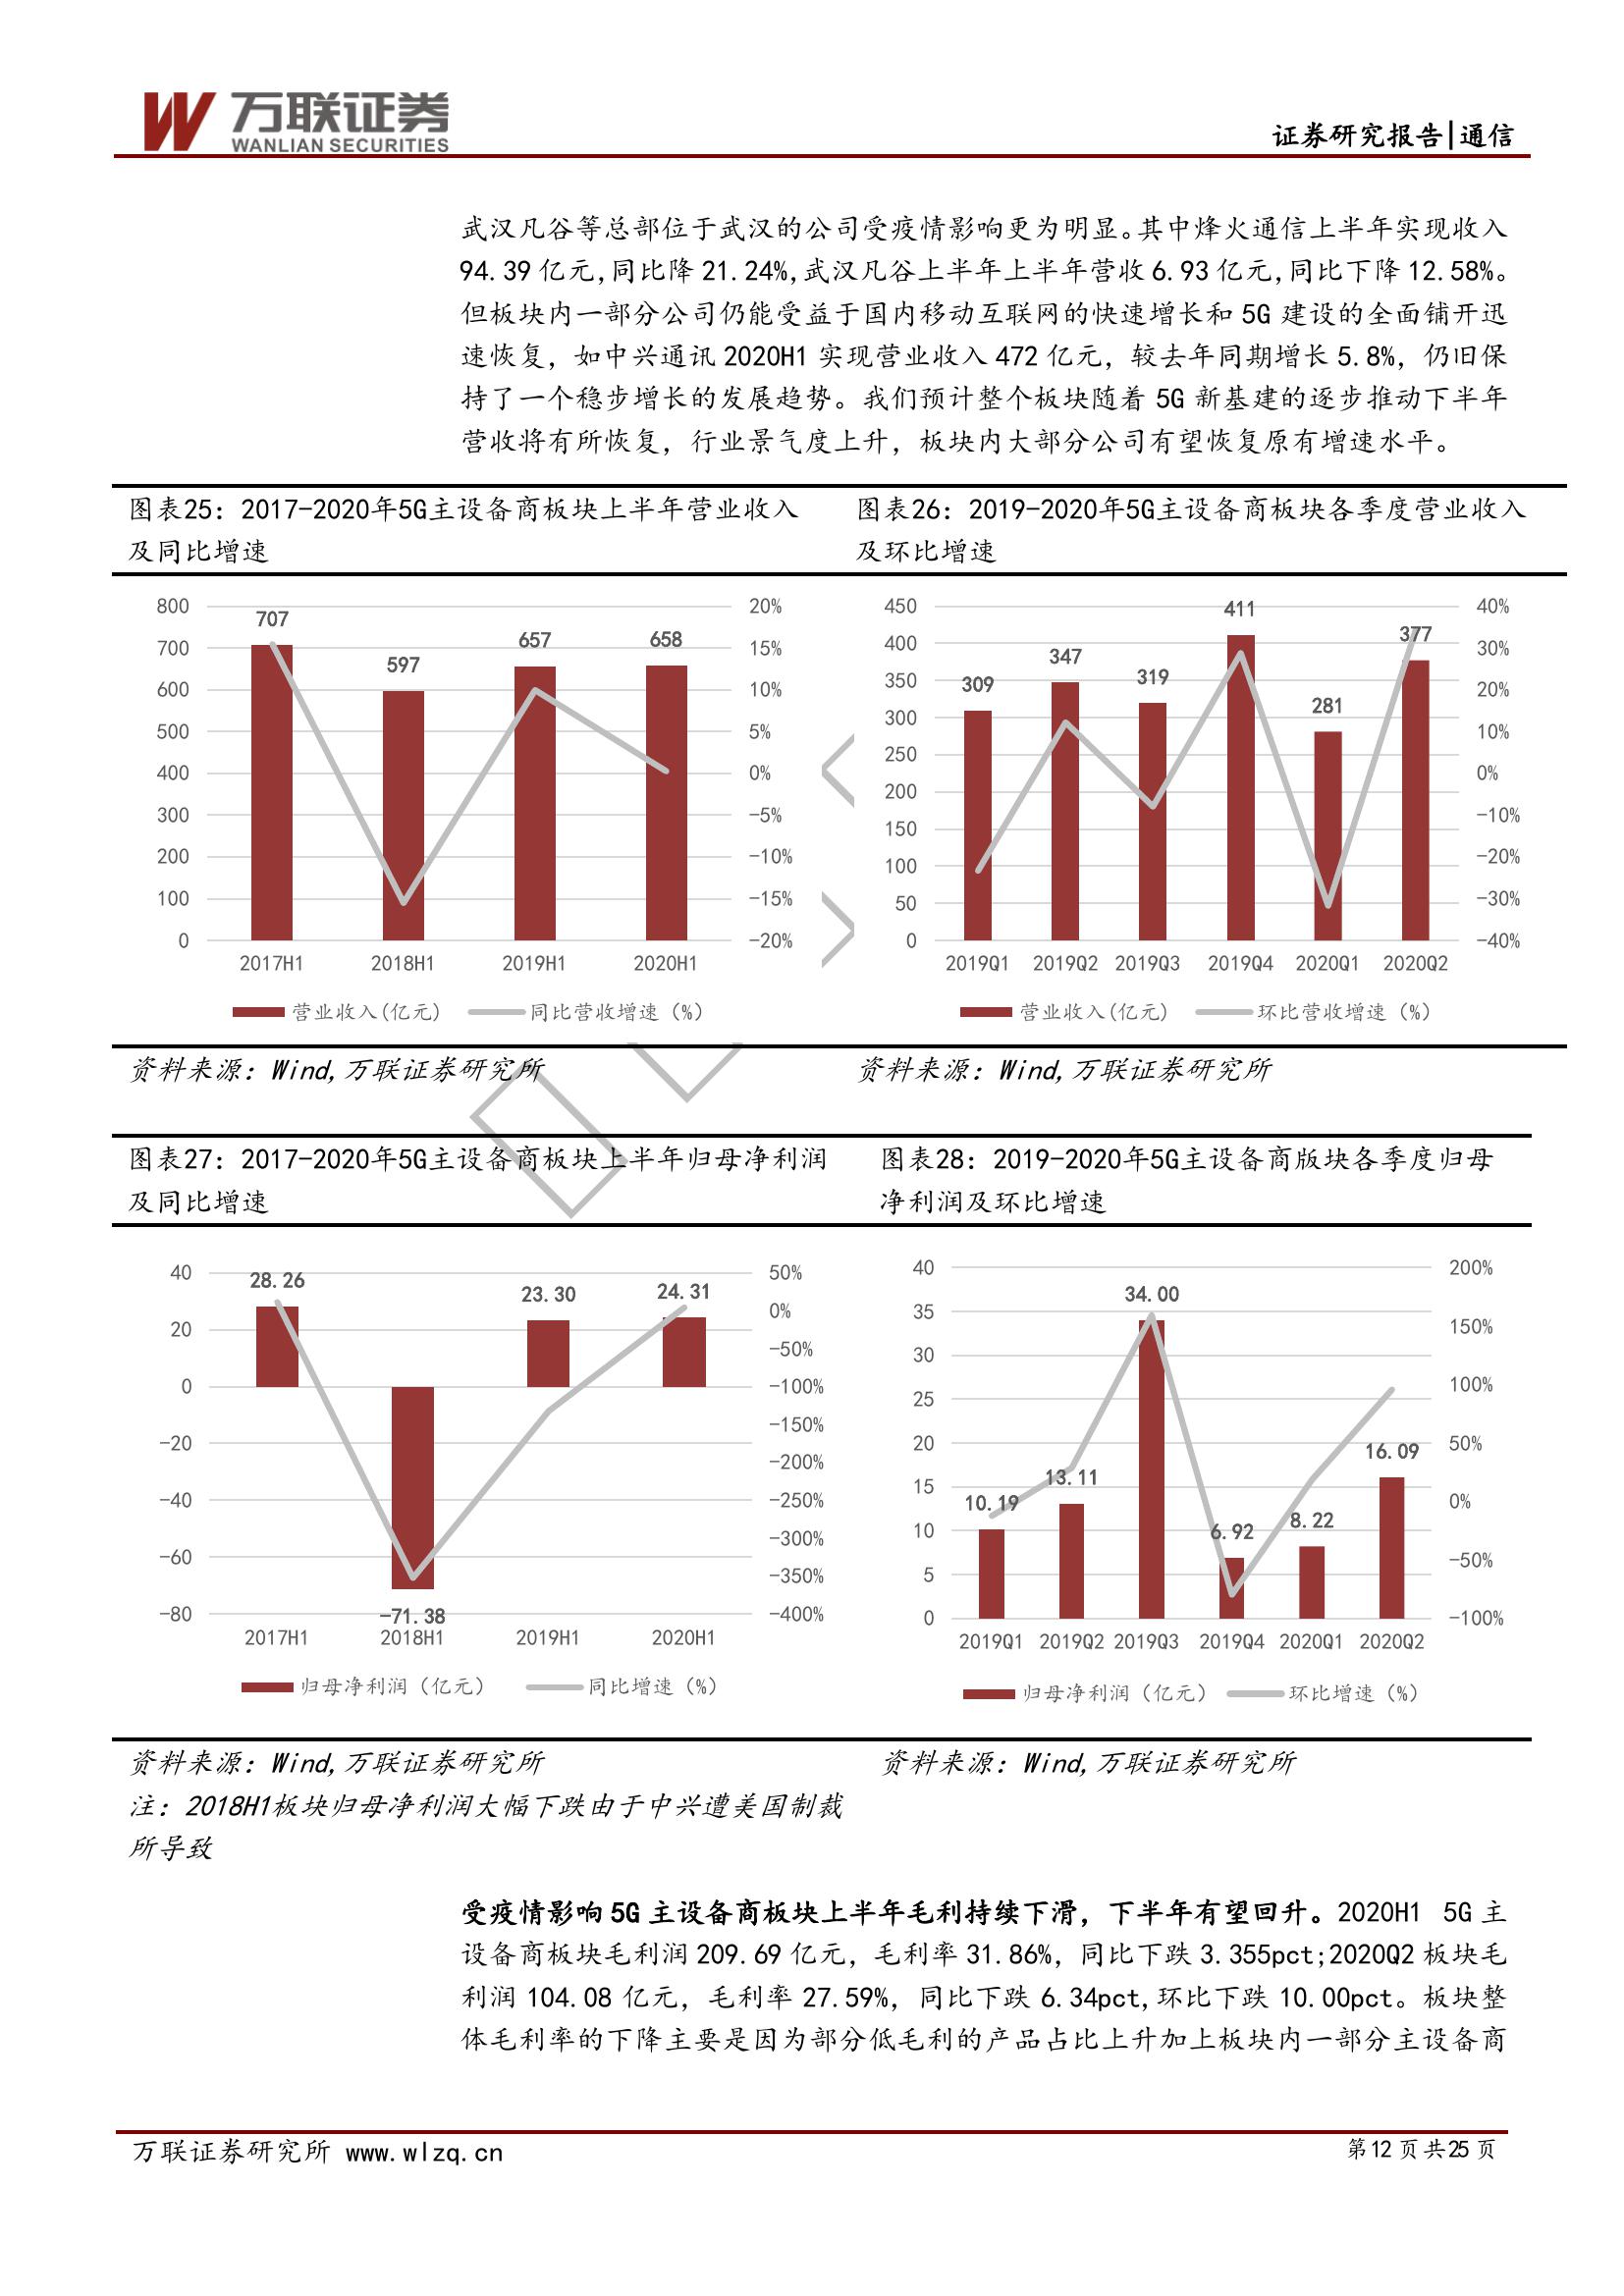 万联证券
WANLIAN SECURITIES
证券研究报告|通信
武汉凡谷等总部位于武汉的公司受疫情影响更为明显。其中烽火通信上半年实现收入
94.39亿元,同比降21.24%,武汉凡谷上半年上半年营收6.93亿元,同比下降12.58%。
但板块内一部分公司仍能受益于国内移动互联网的快速增长和5G建设的全面铺开迅
速恢复，如中兴通讯2020H1实现营业收入472亿元，较去年同期增长5.8%，仍旧保
持了一个稳步增长的发展趋势。我们预计整个板块随着5G新基建的逐步推动下半年
营收将有所恢复，行业景气度上升，板块内大部分公司有望恢复原有增速水平。
图表25：2017-2020年5G主设备商板块上半年营业收入
及同比增速
800
700
600
500
400
300
200
100
0
707
597
657
658
20%
15%
10%
5%
0%
-5%
-10%
-15%
-20%
2017H1 2018H1 2019H1 2020H1
营业收入(亿元) 同比营收增速（%）
资料来源：Wind,万联证券研究所
图表26：2019-2020年5G主设备商板块各季度营业收入
及环比增速
450
400
350
300
250
200
150
100
50
0
309
347
319
411
281
377
40%
30%
20%
10%
0%
-10%
-20%
-30%
-40%
2019Q1 2019Q2 2019Q3 2019Q4 2020Q1 2020Q2
营业收入(亿元) 环比营收增速（%）
资料来源：Wind,万联证券研究所
图表27：2017-2020年5G主设备商板块上半年归母净利润
及同比增速
40
20
0
-20
-40
-60
-80
28.26
-71.38
23.30
24.31
50%
0%
-50%
-100%
-150%
-200%
-250%
-300%
-350%
-400%
2017H1 2018H1 2019H1 2020H1
归母净利润（亿元） 同比增速（%）
资料来源：Wind,万联证券研究所
注：2018H1板块归母净利润大幅下跌由于中兴遭美国制裁
所导致
图表28：2019-2020年5G主设备商版块各季度归母
净利润及环比增速
40
35
30
25
20
15
10
5
0
10.19
13.11
34.00
6.92
8.22
16.09
200%
150%
100%
50%
0%
-50%
-100%
2019Q1 2019Q2 2019Q3 2019Q4 2020Q1 2020Q2
归母净利润（亿元） 环比增速（%）
资料来源：Wind,万联证券研究所
受疫情影响5G主设备商板块上半年毛利持续下滑，下半年有望回升。2020H1 5G主
设备商板块毛利润209.69亿元，毛利率31.86%，同比下跌3.355pct;2020Q2板块毛
利润104.08亿元，毛利率27.59%，同比下跌6.34pct,环比下跌10.00pct。板块整
体毛利率的下降主要是因为部分低毛利的产品占比上升加上板块内一部分主设备商
万联证券研究所 www.wlzq.cn
第12页共25页